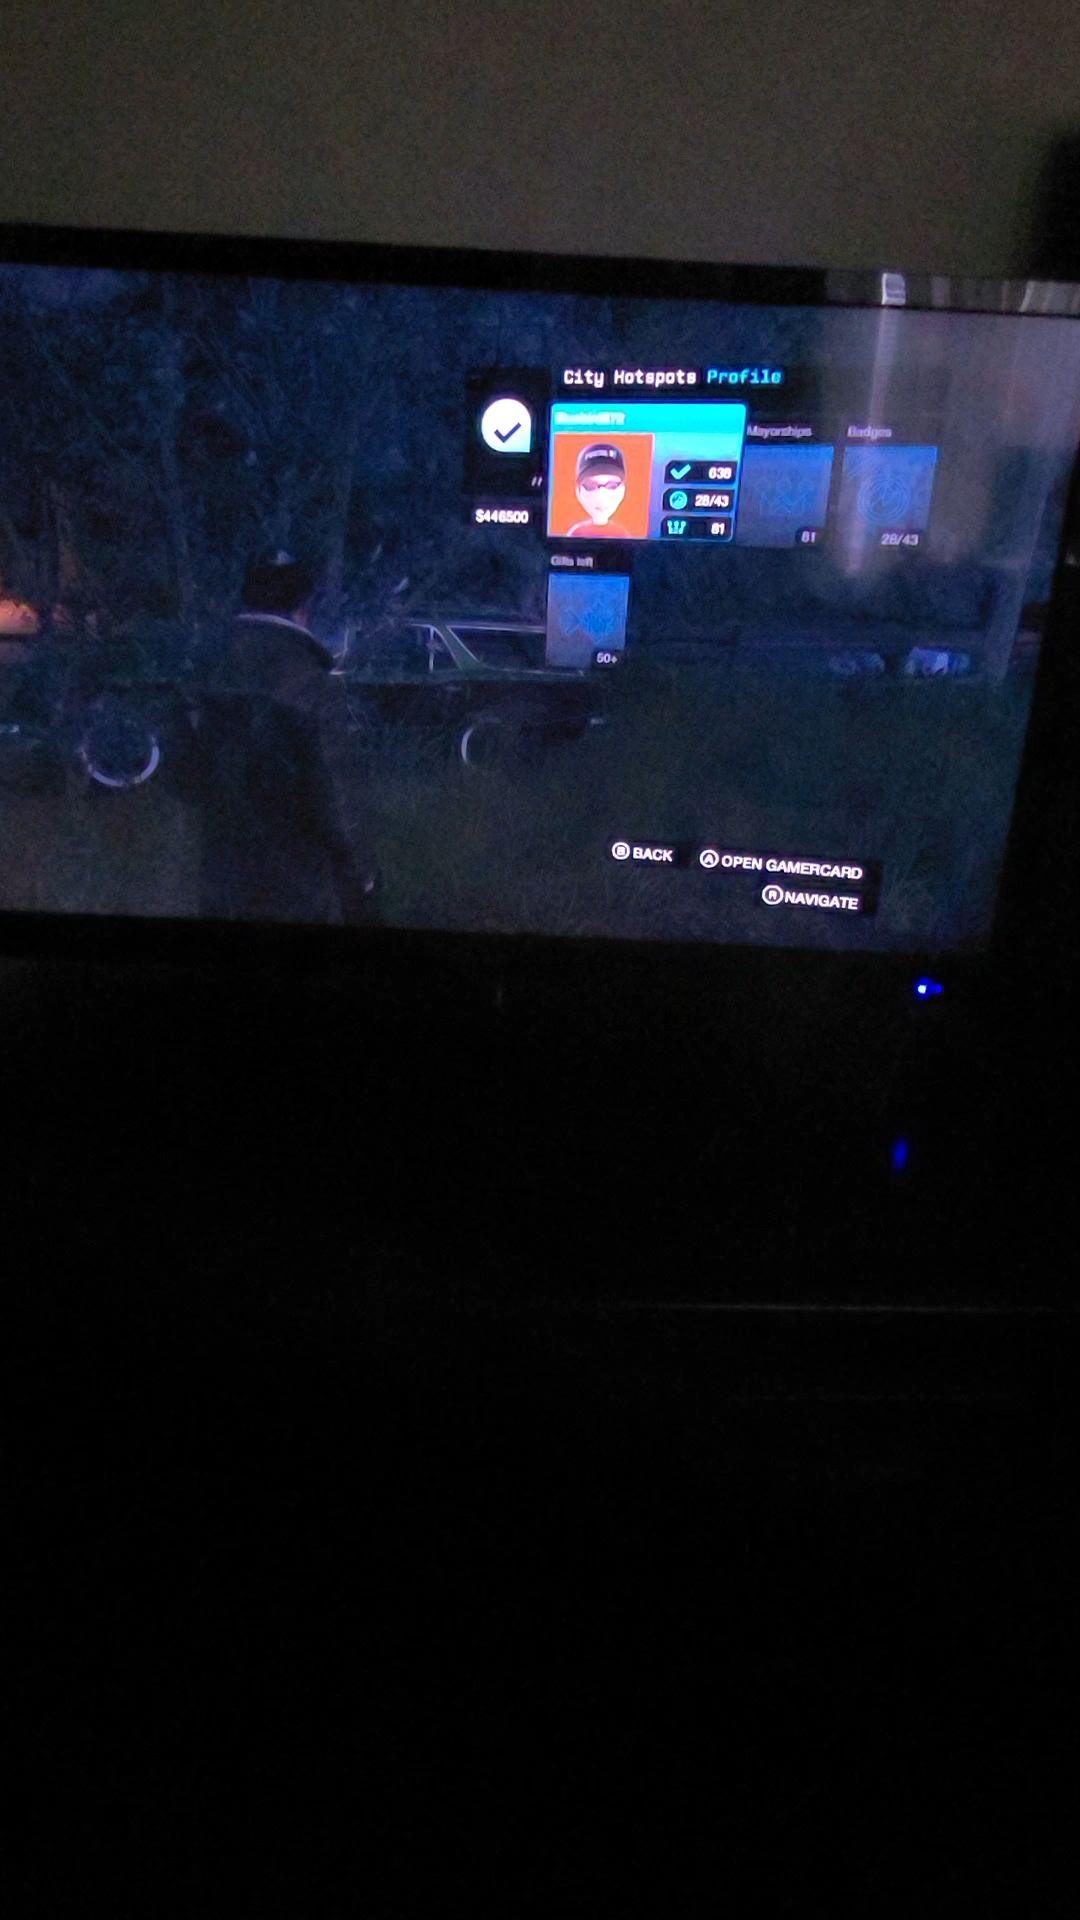 City Hotspots Profile
Mayorships
Badges
638
28/43
81
$446500
81
28/43
Gifts left
50+
B BACK
A OPEN GAMERCARD
R NAVIGATE